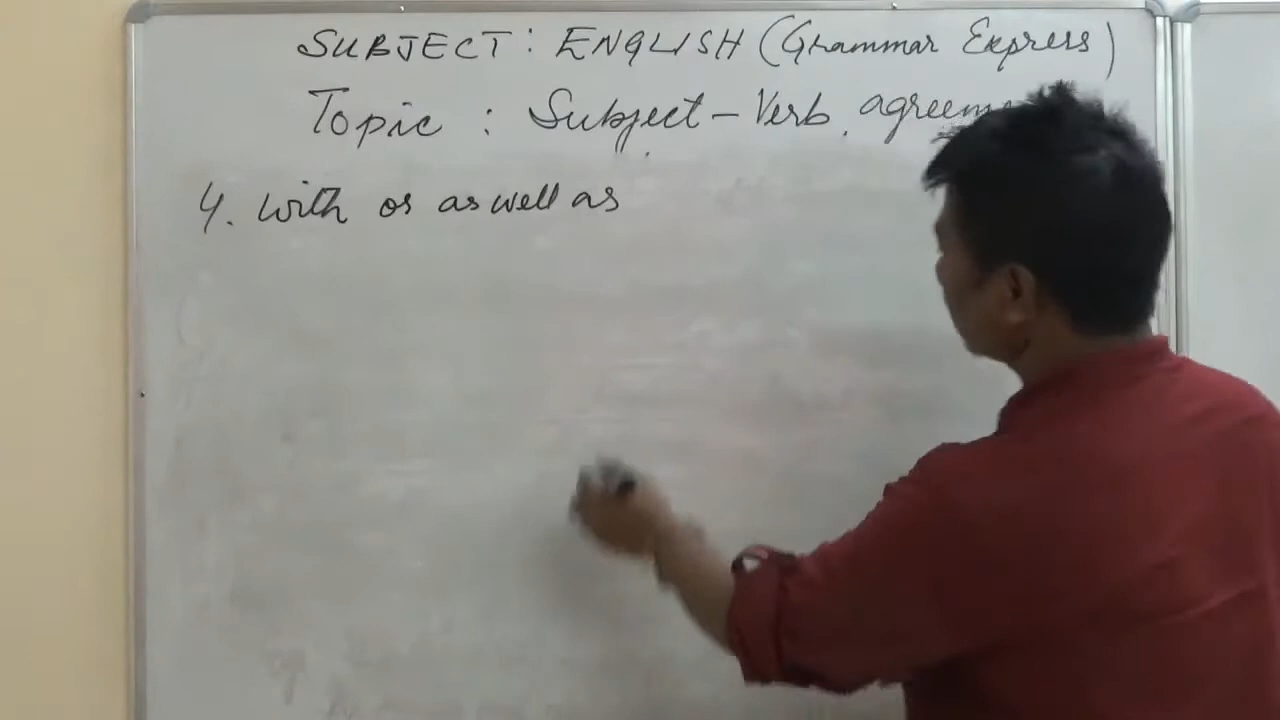 SUBJECT : ENGLISH (Grammar Express)
Topic : Subject - Verb
4. with or as well as